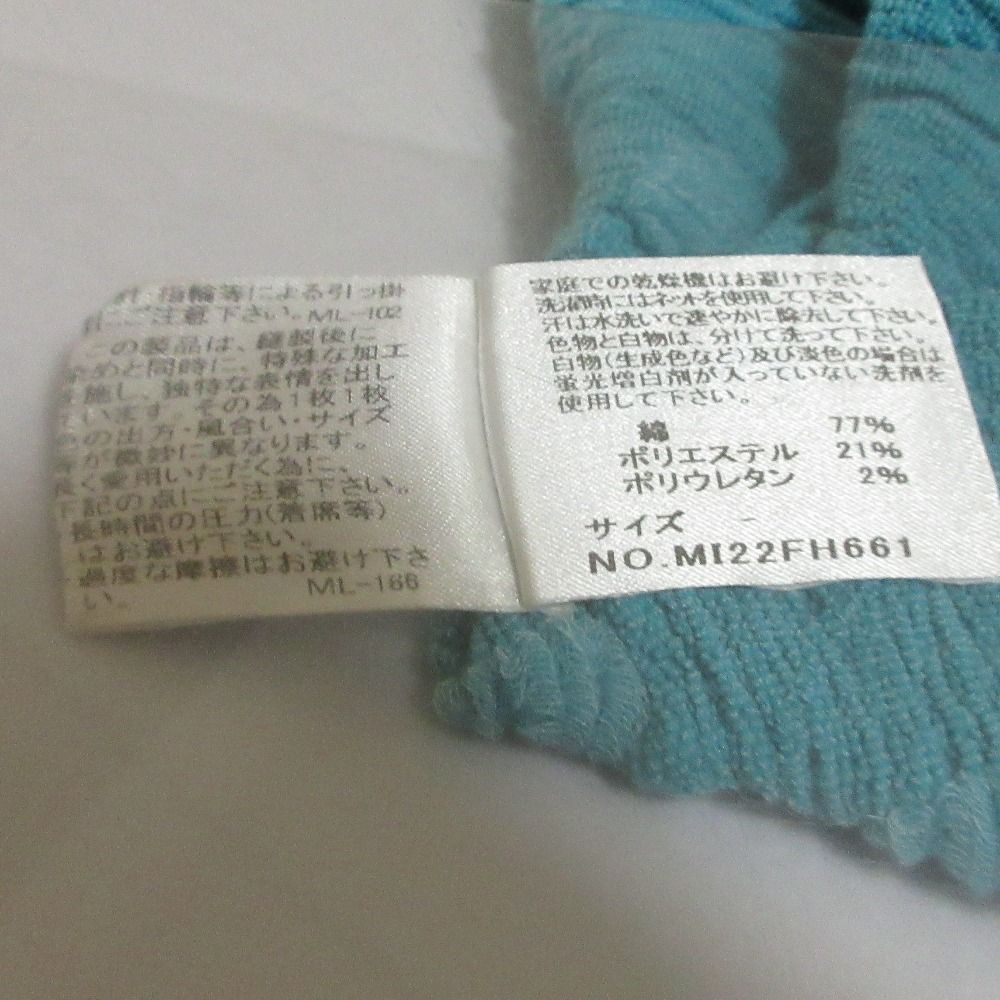 指輪等による引っ掛
ご注意下さい。ML-102
この製品は、縫製後に
染めと同時に、特殊な加工
施し、独特な表情を出し
います。その為1枚1枚
の出方・風合い・サイズ
が微妙に異なります。
く愛用いただく為に、
下記の点にご注意下さい。
長時間の圧力(着席等)
はお避け下さい。
過度な摩擦はお避け下さ
い。 ML-186
家庭での乾燥機はお避け下さい。
洗濯時にはネットを使用して下さい。
汗は水洗いで速やかに除去して下さい。
色物と白物は、分けて洗って下さい。
白物(生成色など)及び淡色の場合は
蛍光増白剤が入っていない洗剤を
使用して下さい。
綿 77%
ポリエステル 21%
ポリウレタン 2%
サイズ -
NO.MI22FH661